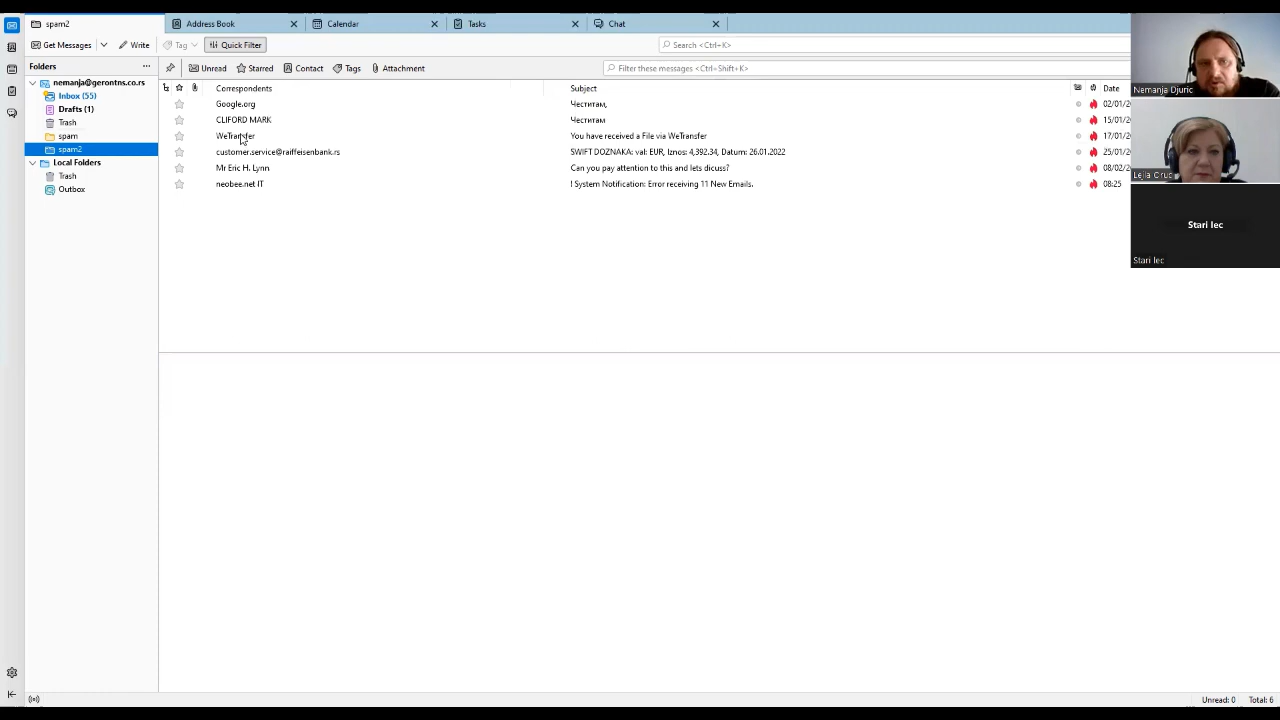 spam2
Address Book
Calendar
Tasks
Chat
Get Messages
Write
Tag
Quick Filter
Search <Ctrl+K>
Folders
Unread
Starred
Contact
Tags
Attachment
Filter these messages <Ctrl+Shift+K>
nemanja@gerontns.co.rs
Inbox (55)
Drafts (1)
Trash
spam
spam2
Local Folders
Trash
Outbox
Correspondents Subject Date
Google.org Честитам, 02/01/2
CLIFORD MARK Честитам 15/01/2
WeTransfer You have received a File via WeTransfer 17/01/2
customer.service@raiffeisenbank.rs SWIFT DOZNAKA: val: EUR, Iznos: 4,392.34, Datum: 26.01.2022 25/01/2
Mr Eric H. Lynn Can you pay attention to this and lets dicuss? 08/02/2
neobee.net IT ! System Notification: Error receiving 11 New Emails. 08:25
Nemanja Djuric
Stari lec
Stari lec
Unread: 0 Total: 6